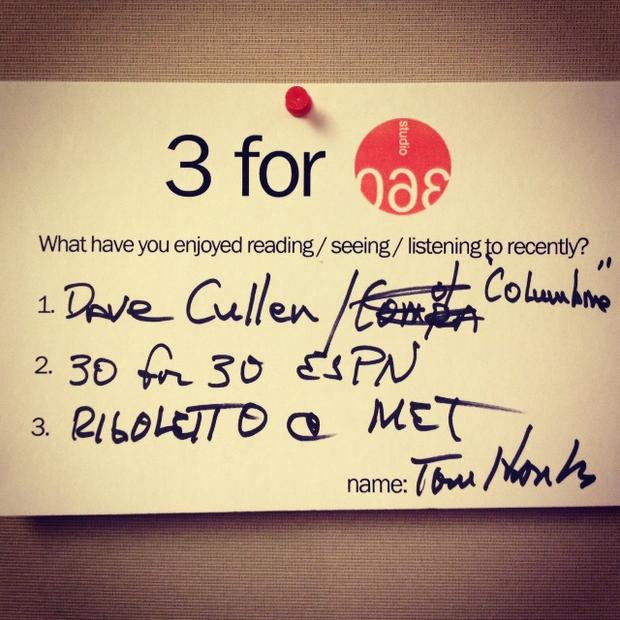 3 for studio 360
What have you enjoyed reading / seeing / listening to recently?
1. Dave Cullen / "Columbine"
2. 30 for 30 ESPN
3. RIGOLETTO @ MET
name: Tom Hanks